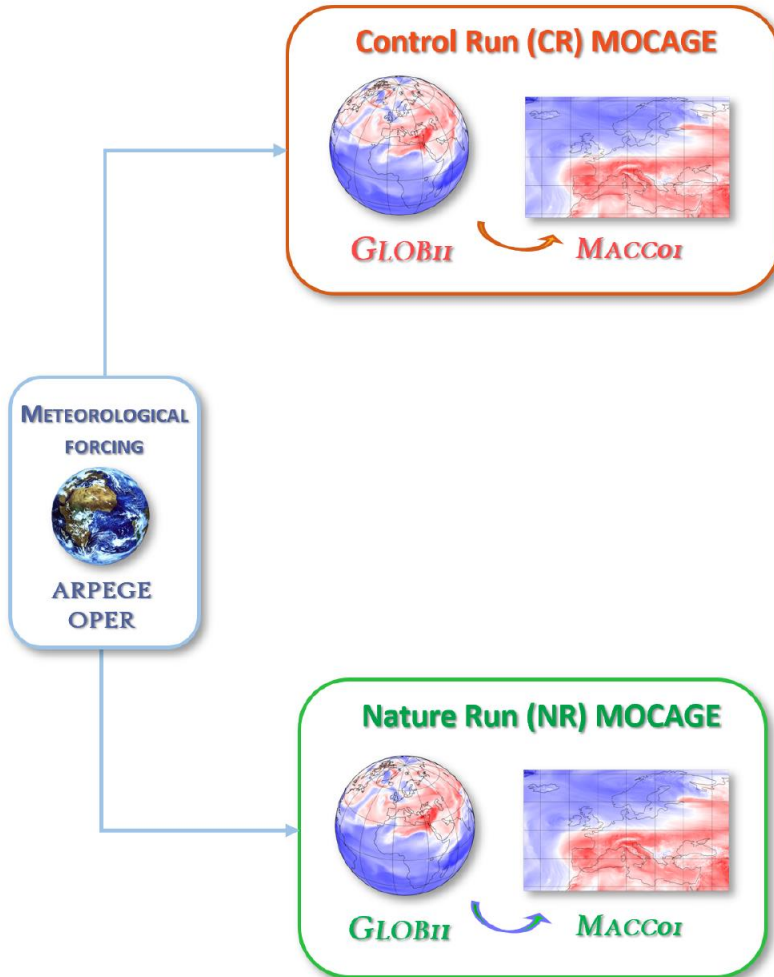 Control Run (CR) MOCAGE
GLOB11
MACC01
METEOROLOGICAL
FORCING
ARPEGE
OPER
Nature Run (NR) MOCAGE
GLOB11
MACC01